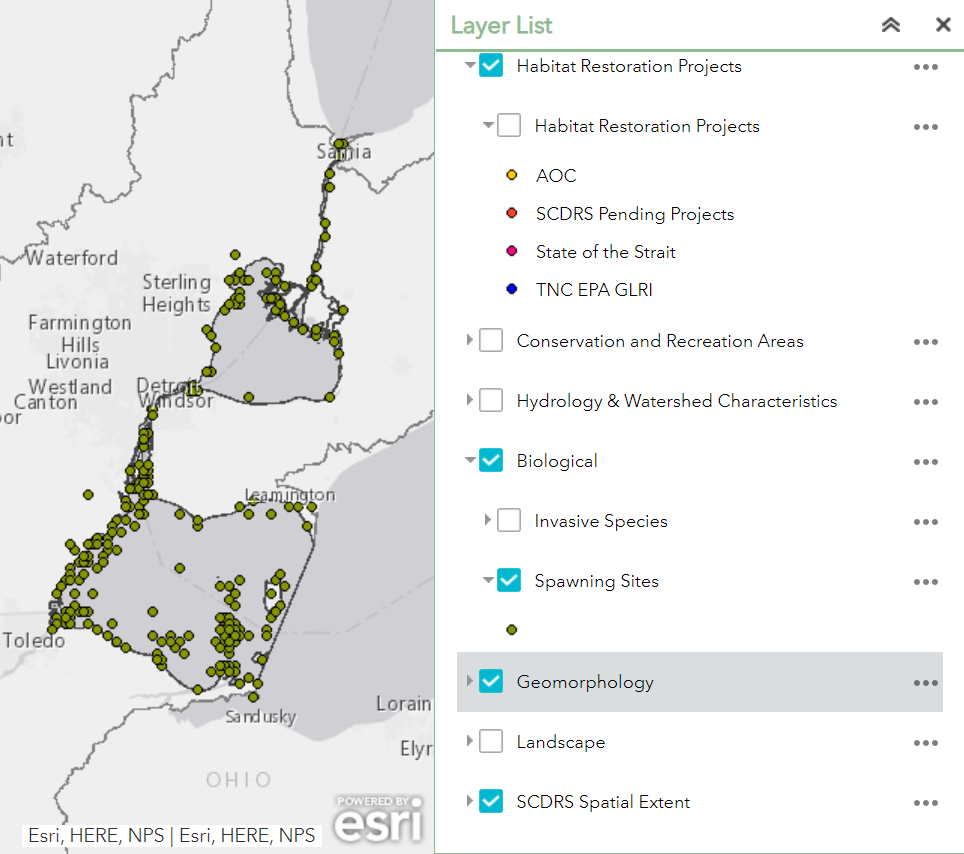 Layer List
Habitat Restoration Projects
Habitat Restoration Projects
AOC
SCDRS Pending Projects
State of the Strait
TNC EPA GLRI
Conservation and Recreation Areas
Hydrology & Watershed Characteristics
Biological
Invasive Species
Spawning Sites
Geomorphology
Landscape
SCDRS Spatial Extent
nt
Sarnia
Waterford
Sterling
Heights
Farmington
Hills
Livonia
Westland
Canton
or
Detroit
Windsor
Leamington
Toledo
Sandusky
Lorain
Elyr
OHIO
POWERED BY
esri
Esri, HERE, NPS | Esri, HERE, NPS